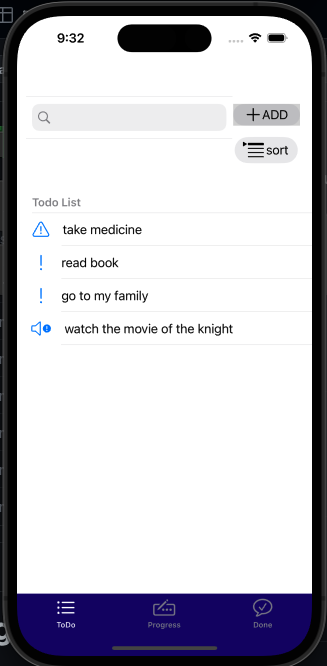 9:32
ADD
sort
Todo List
take medicine
read book
go to my family
watch the movie of the knight
ToDo
Progress
Done